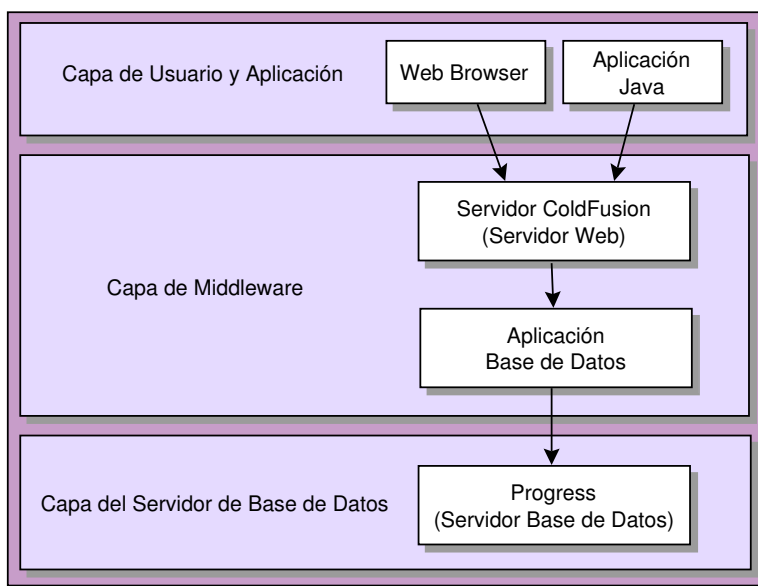 Capa de Usuario y Aplicación
Web Browser
Aplicación
Java
Capa de Middleware
Servidor ColdFusion
(Servidor Web)
Aplicación
Base de Datos
Capa del Servidor de Base de Datos
Progress
(Servidor Base de Datos)